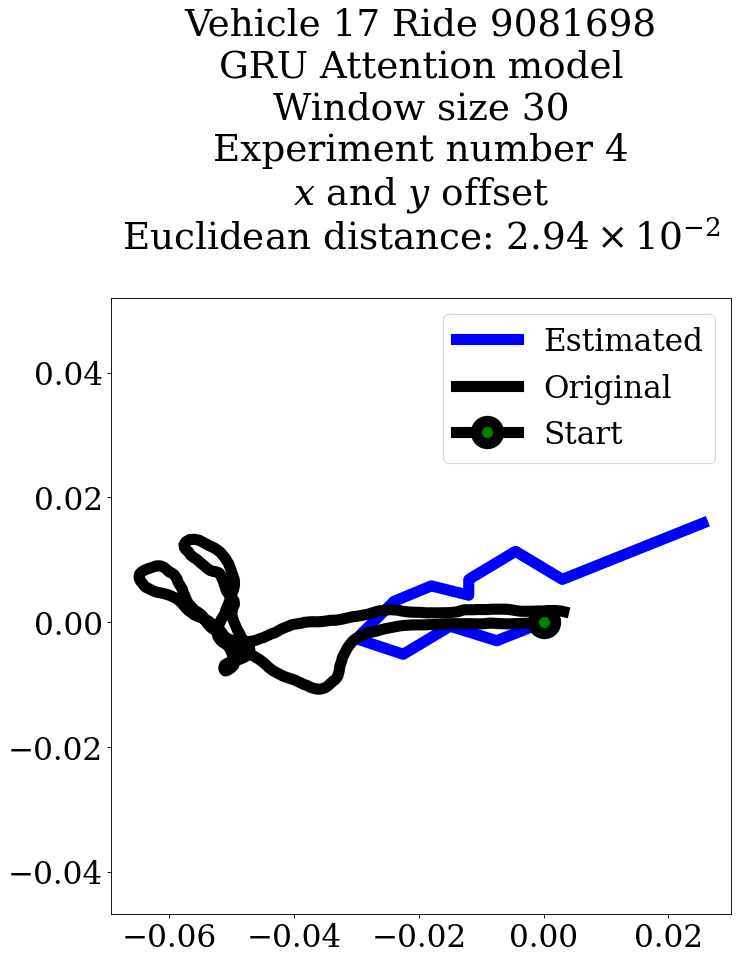 Vehicle 17 Ride 9081698
GRU Attention model
Window size 30
Experiment number 4
x and y offset
Euclidean distance: 2.94 × 10⁻²
Estimated
Original
Start
0.04
0.02
0.00
−0.02
−0.04
−0.06 −0.04 −0.02 0.00 0.02